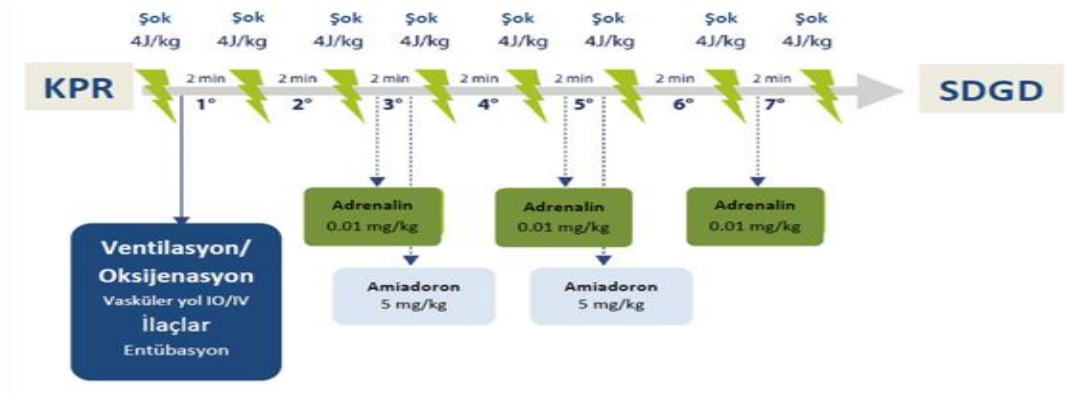 Şok Şok Şok Şok Şok Şok Şok Şok
4J/kg 4J/kg 4J/kg 4J/kg 4J/kg 4J/kg 4J/kg 4J/kg
2 min 2 min 2 min 2 min 2 min 2 min 2 min
KPR SDGD
1° 2° 3° 4° 5° 6° 7°
Adrenalin
0.01 mg/kg
Adrenalin
0.01 mg/kg
Adrenalin
0.01 mg/kg
Ventilasyon/
Oksijenasyon
Vasküler yol IO/IV
İlaçlar
Entübasyon
Amiadoron
5 mg/kg
Amiadoron
5 mg/kg